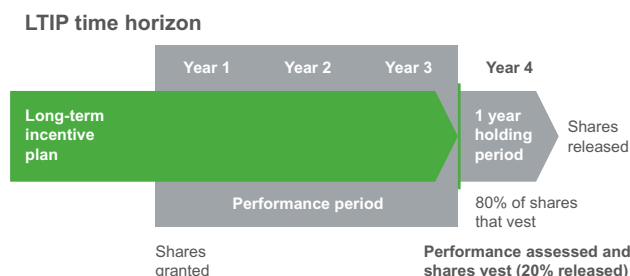 LTIP time horizon
Year 1 Year 2 Year 3 Year 4
Long-term
incentive
plan
1 year
holding
period
Shares
released
Performance period
80% of shares
that vest
Shares
granted
Performance assessed and
shares vest (20% released)